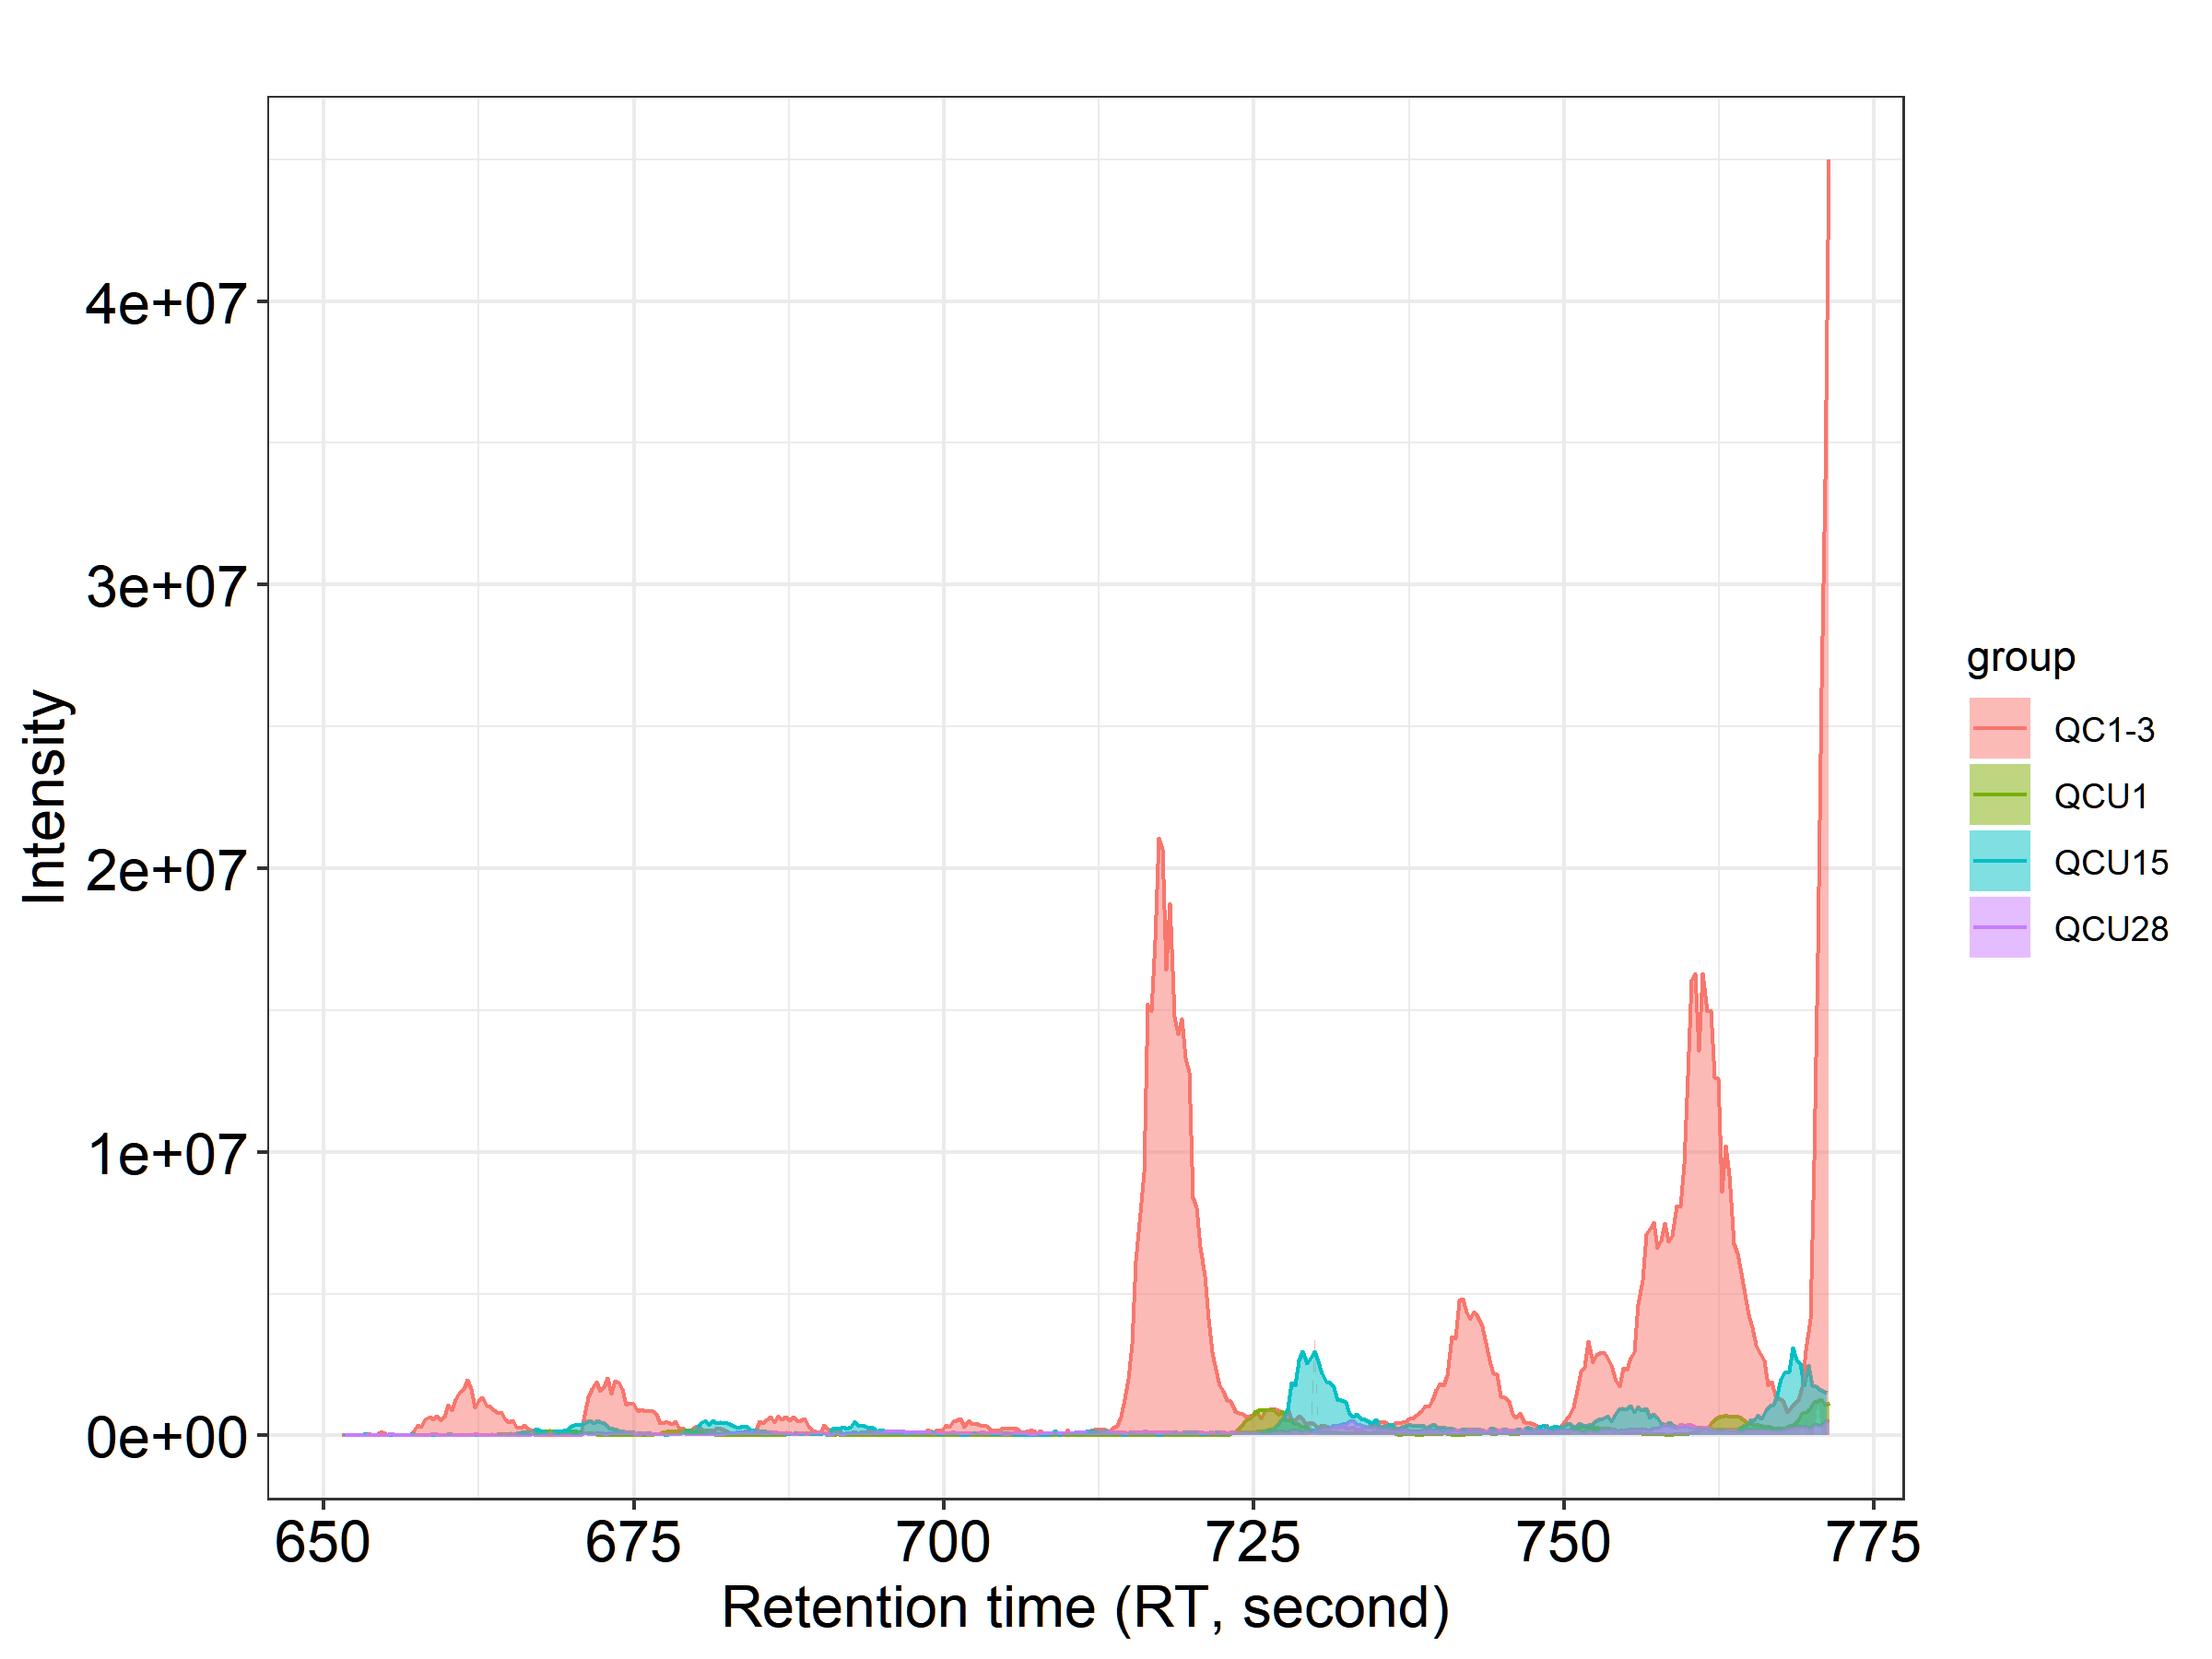 4e+07
3e+07
2e+07
1e+07
0e+00
Intensity
650 675 700 725 750 775
Retention time (RT, second)
group
QC1-3
QCU1
QCU15
QCU28